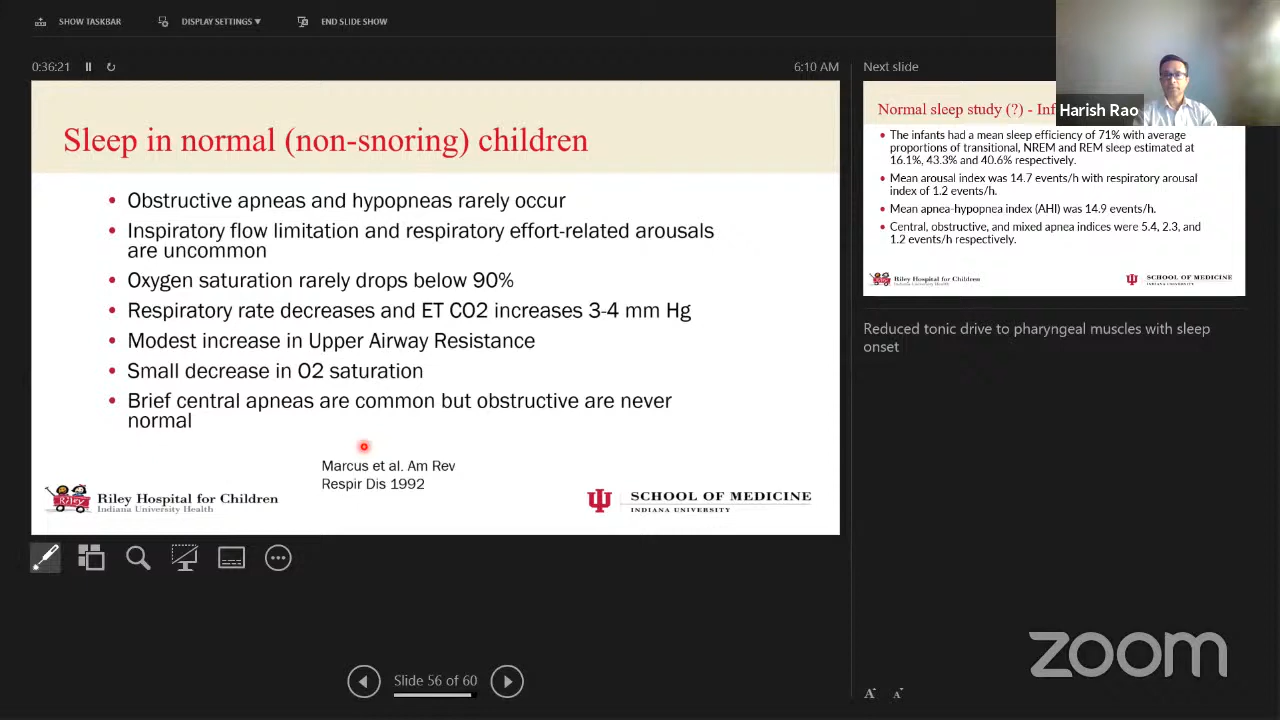 SHOW TASKBAR
DISPLAY SETTINGS ▼
END SLIDE SHOW
0:36:21
6:10 AM
Sleep in normal (non-snoring) children
• Obstructive apneas and hypopneas rarely occur
• Inspiratory flow limitation and respiratory effort-related arousals
are uncommon
• Oxygen saturation rarely drops below 90%
• Respiratory rate decreases and ET CO2 increases 3-4 mm Hg
• Modest increase in Upper Airway Resistance
• Small decrease in O2 saturation
• Brief central apneas are common but obstructive are never
normal
Marcus et al. Am Rev
Respir Dis 1992
Riley
Riley Hospital for Children
Indiana University Health
SCHOOL OF MEDICINE
INDIANA UNIVERSITY
Slide 56 of 60
Next slide
Harish Rao
Normal sleep study (?) - Inf
• The infants had a mean sleep efficiency of 71% with average
proportions of transitional, NREM and REM sleep estimated at
16.1%, 43.3% and 40.6% respectively.
• Mean arousal index was 14.7 events/h with respiratory arousal
index of 1.2 events/h.
• Mean apnea-hypopnea index (AHI) was 14.9 events/h.
• Central, obstructive, and mixed apnea indices were 5.4, 2.3, and
1.2 events/h respectively.
Riley Hospital for Children
Indiana University Health
SCHOOL OF MEDICINE
INDIANA UNIVERSITY
Reduced tonic drive to pharyngeal muscles with sleep
onset
zoom
A A